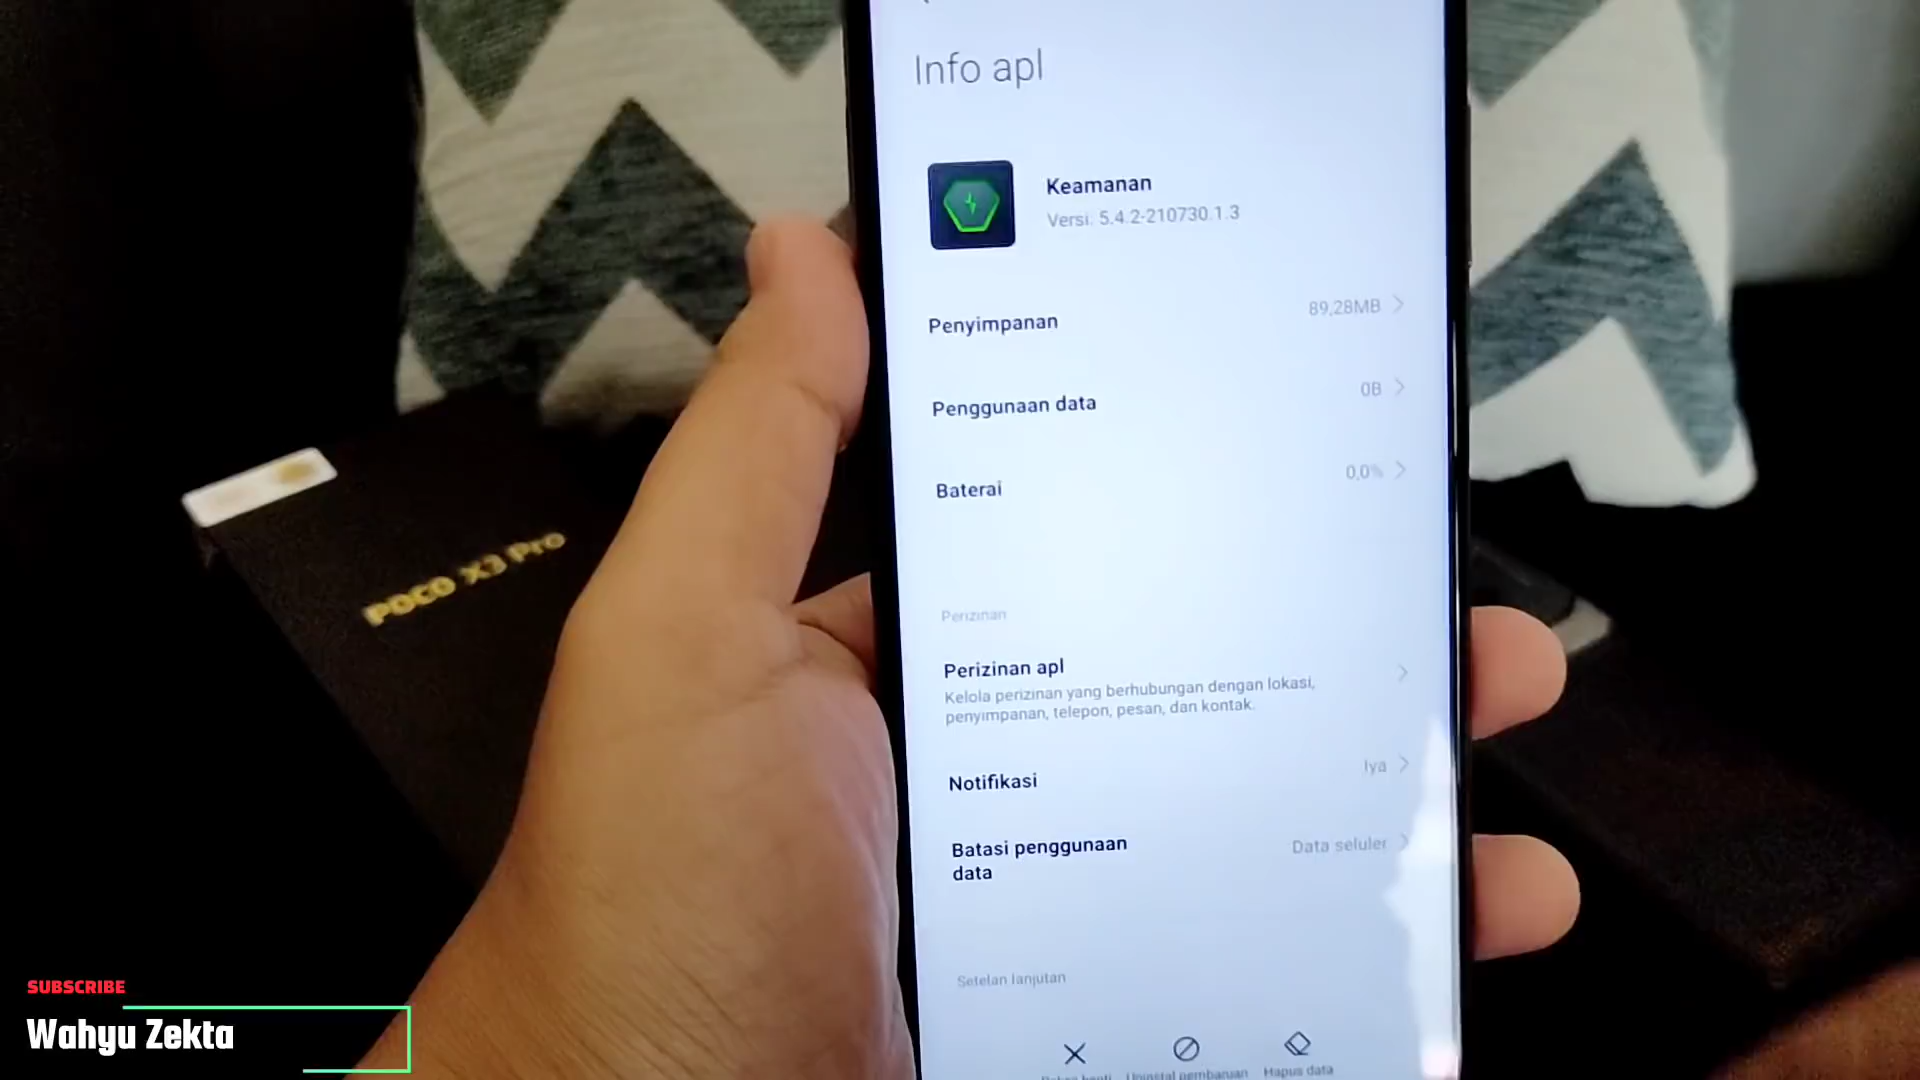 Info apl
Keamanan
Versi: 5.4.2-210730.1.3
Penyimpanan 89,28MB
Penggunaan data 0B
Baterai 0,0%
Perizinan
Perizinan apl
Kelola perizinan yang berhubungan dengan lokasi,
penyimpanan, telepon, pesan, dan kontak.
Notifikasi Iya
Batasi penggunaan
data
Data seluler
Setelan lanjutan
Uninstal pembaruan
Hapus data
POCO X3 Pro
SUBSCRIBE
Wahyu Zekta